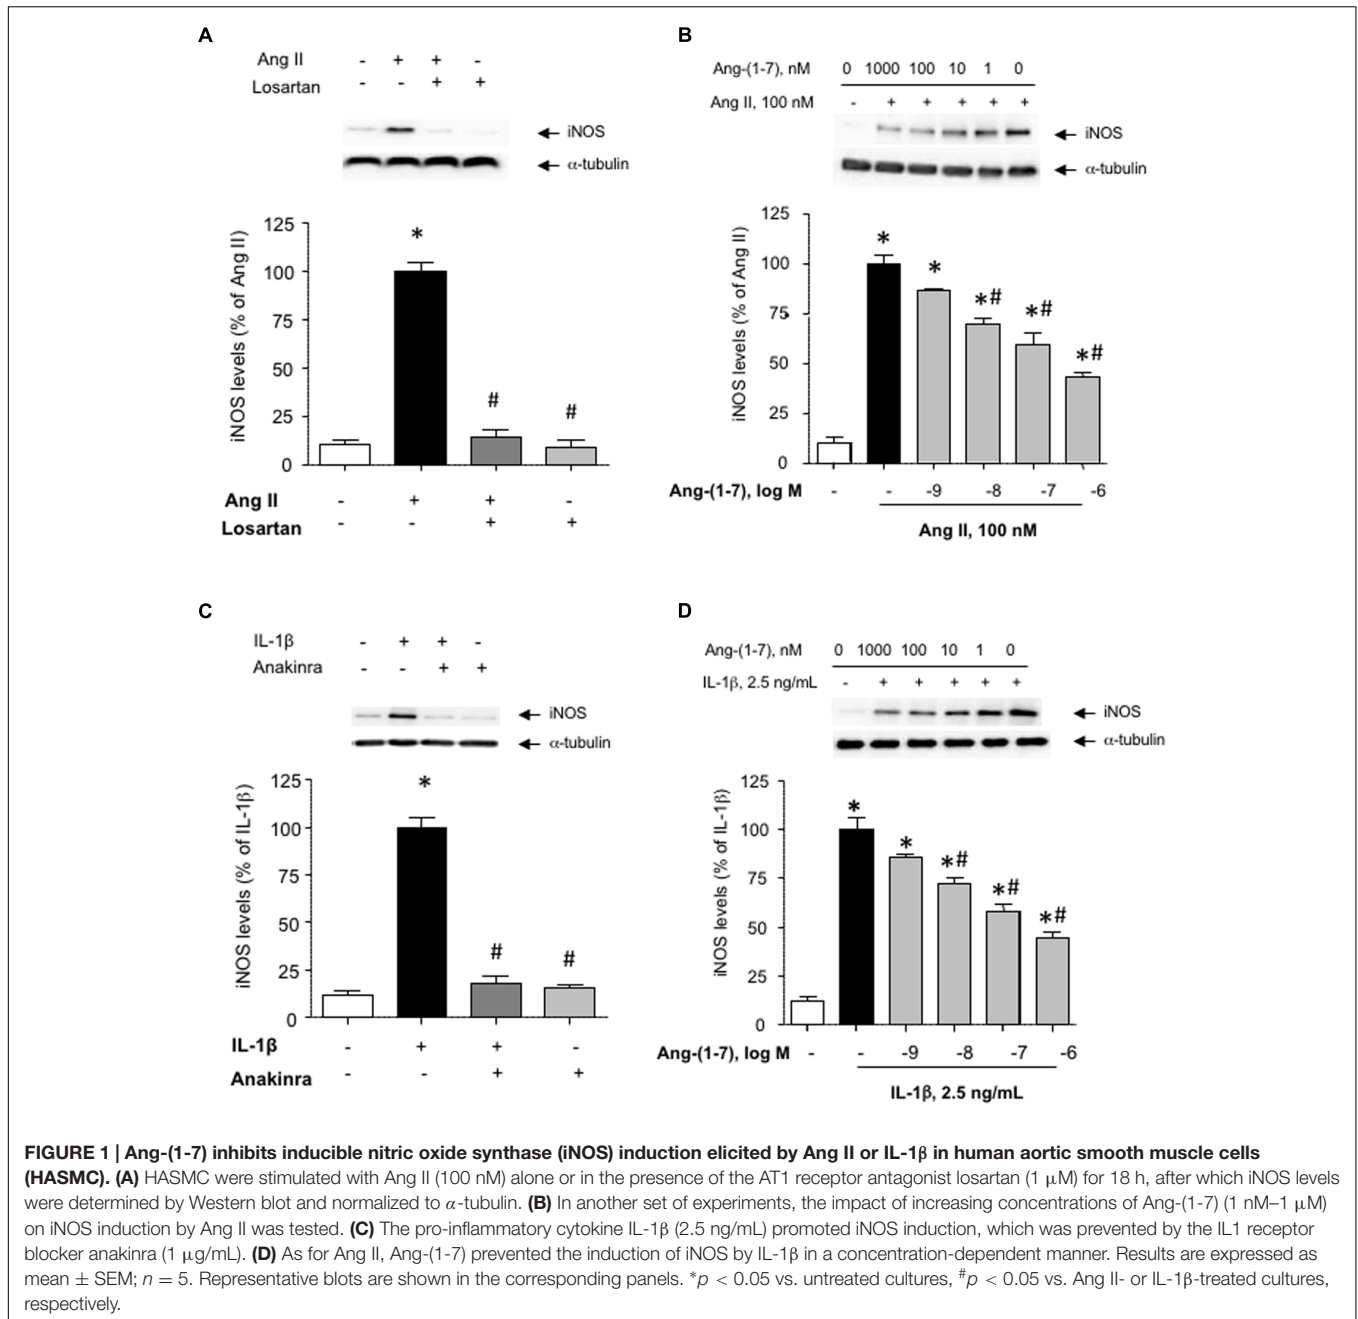 A
Ang II - + + -
Losartan - - + +
iNOS
α-tubulin
iNOS levels (% of Ang II)
125
100
75
50
25
0
*
#
#
Ang II - + + -
Losartan - - + +
B
Ang-(1-7), nM 0 1000 100 10 1 0
Ang II, 100 nM - + + + + +
iNOS
α-tubulin
iNOS levels (% of Ang II)
125
100
75
50
25
0
*
*
*#
*#
*#
Ang-(1-7), log M - - -9 -8 -7 -6
Ang II, 100 nM
C
IL-1β - + + -
Anakinra - - + +
iNOS
α-tubulin
iNOS levels (% of IL-1β)
125
100
75
50
25
0
*
#
#
IL-1β - + + -
Anakinra - - + +
D
Ang-(1-7), nM 0 1000 100 10 1 0
IL-1β, 2.5 ng/mL - + + + + +
iNOS
α-tubulin
iNOS levels (% of IL-1β)
125
100
75
50
25
0
*
*
*#
*#
*#
Ang-(1-7), log M - - -9 -8 -7 -6
IL-1β, 2.5 ng/mL
FIGURE 1 | Ang-(1-7) inhibits inducible nitric oxide synthase (iNOS) induction elicited by Ang II or IL-1β in human aortic smooth muscle cells
(HASMC). (A) HASMC were stimulated with Ang II (100 nM) alone or in the presence of the AT1 receptor antagonist losartan (1 μM) for 18 h, after which iNOS levels
were determined by Western blot and normalized to α-tubulin. (B) In another set of experiments, the impact of increasing concentrations of Ang-(1-7) (1 nM–1 μM)
on iNOS induction by Ang II was tested. (C) The pro-inflammatory cytokine IL-1β (2.5 ng/mL) promoted iNOS induction, which was prevented by the IL1 receptor
blocker anakinra (1 μg/mL). (D) As for Ang II, Ang-(1-7) prevented the induction of iNOS by IL-1β in a concentration-dependent manner. Results are expressed as
mean ± SEM; n = 5. Representative blots are shown in the corresponding panels. *p < 0.05 vs. untreated cultures, #p < 0.05 vs. Ang II- or IL-1β-treated cultures,
respectively.